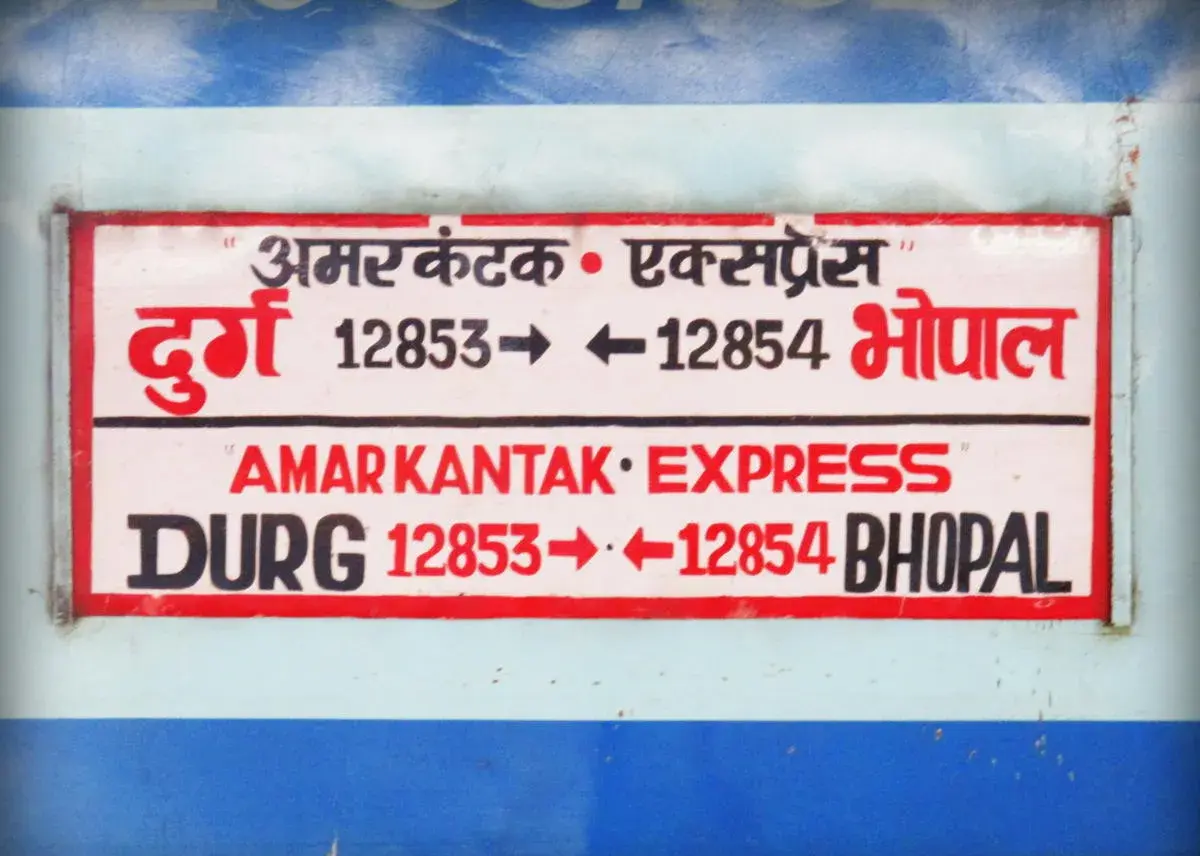 "अमरकंटक • एक्सप्रेस"
दुर्ग 12853→ ←12854 भोपाल
"AMARKANTAK • EXPRESS"
DURG 12853→ · ←12854 BHOPAL